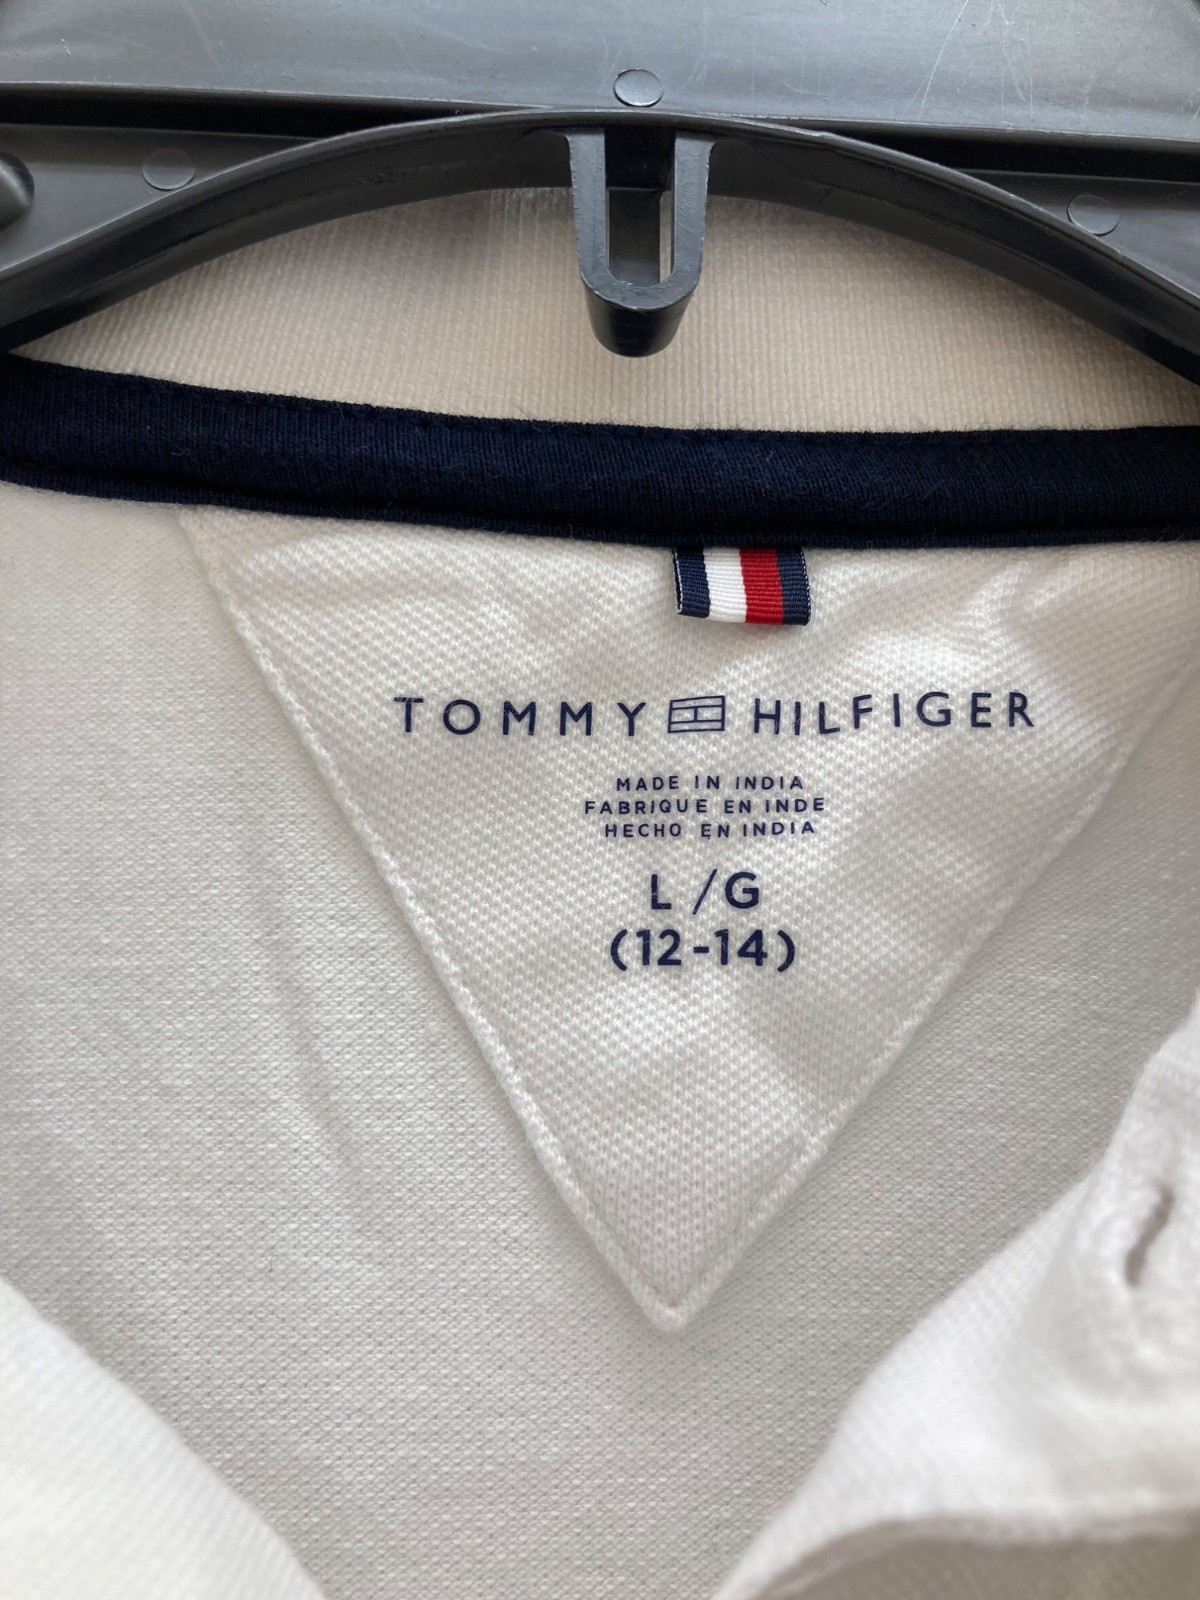 TOMMY HILFIGER
MADE IN INDIA
FABRIQUE EN INDE
HECHO EN INDIA
L / G
(12-14)